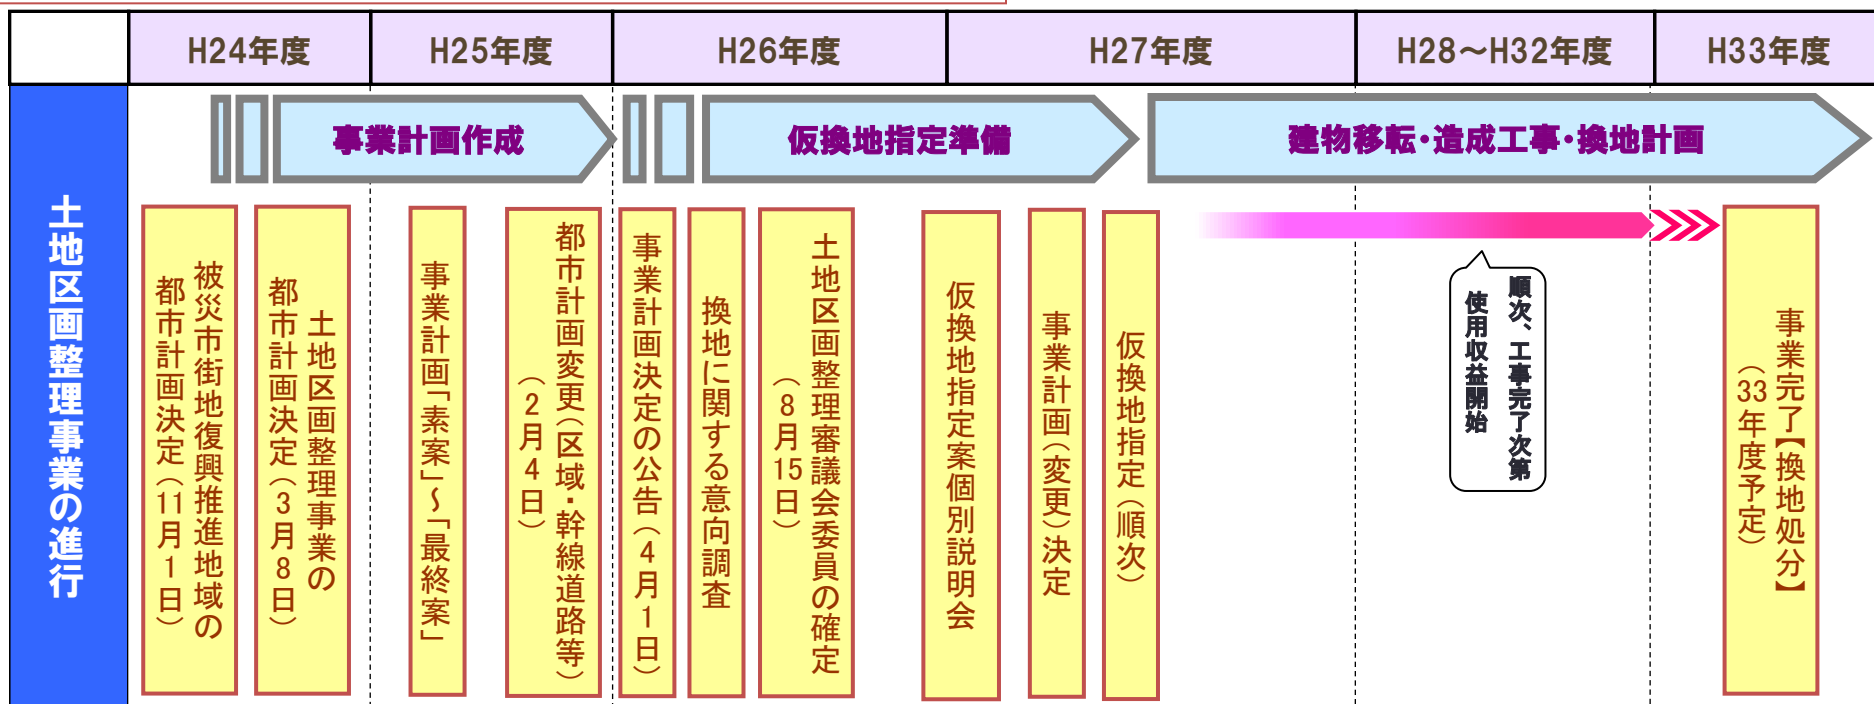 H24年度
H25年度
H26年度
H27年度
H28～H32年度
H33年度
土地区画整理事業の進行
事業計画作成
仮換地指定準備
建物移転・造成工事・換地計画
被災市街地復興推進地域の
都市計画決定（11月1日）
土地区画整理事業の
都市計画決定（3月8日）
事業計画「素案」～「最終案」
都市計画変更（区域・幹線道路等）
（2月4日）
事業計画決定の公告（4月1日）
換地に関する意向調査
土地区画整理審議会委員の確定
（8月15日）
仮換地指定案個別説明会
事業計画（変更）決定
仮換地指定（順次）
順次、工事完了次第
使用収益開始
事業完了【換地処分】
（33年度予定）